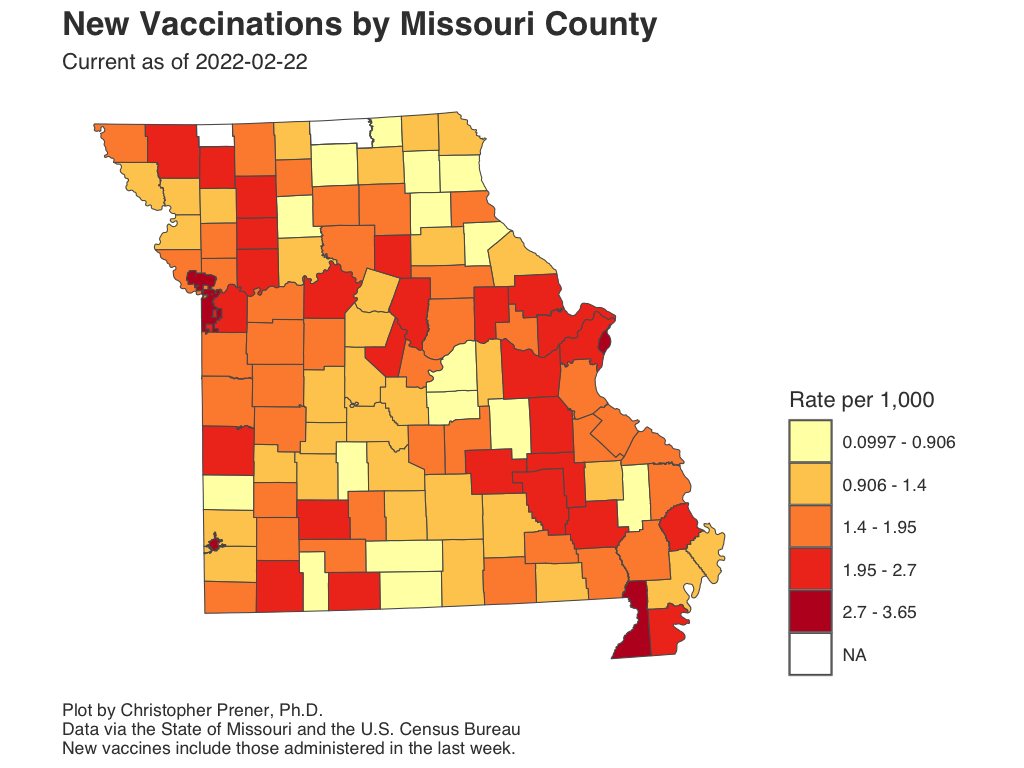 New Vaccinations by Missouri County
Current as of 2022-02-22
Rate per 1,000
0.0997 - 0.906
0.906 - 1.4
1.4 - 1.95
1.95 - 2.7
2.7 - 3.65
NA
Plot by Christopher Prener, Ph.D.
Data via the State of Missouri and the U.S. Census Bureau
New vaccines include those administered in the last week.